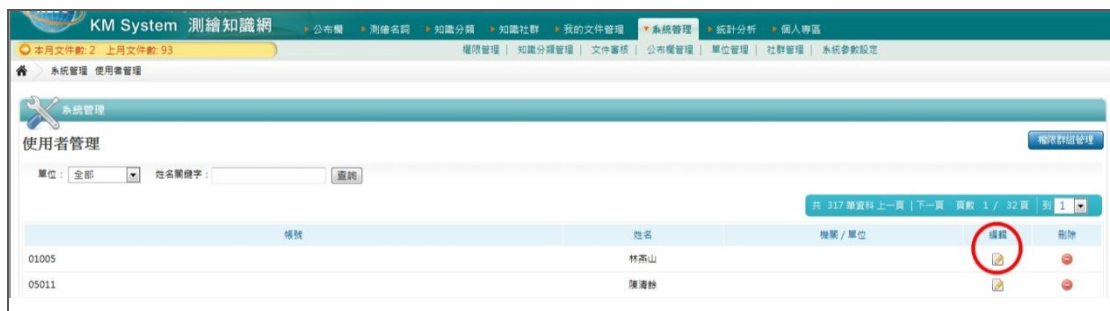 KM System 測繪知識網 公布欄 測繪名詞 知識分類 知識社群 我的文件管理 系統管理 統計分析 個人專區
本月文件數: 2 上月文件數: 93 權限管理 | 知識分類管理 | 文件審核 | 公布欄管理 | 單位管理 | 社群管理 | 系統參數設定
系統管理 使用者管理
系統管理
使用者管理 權限群組管理
單位: 全部 姓名關鍵字: 查詢
共 317 筆資料 上一頁 | 下一頁 頁數 1 / 32 頁 到 1
帳號 姓名 機關 / 單位 編輯 刪除
01005 林燕山
05011